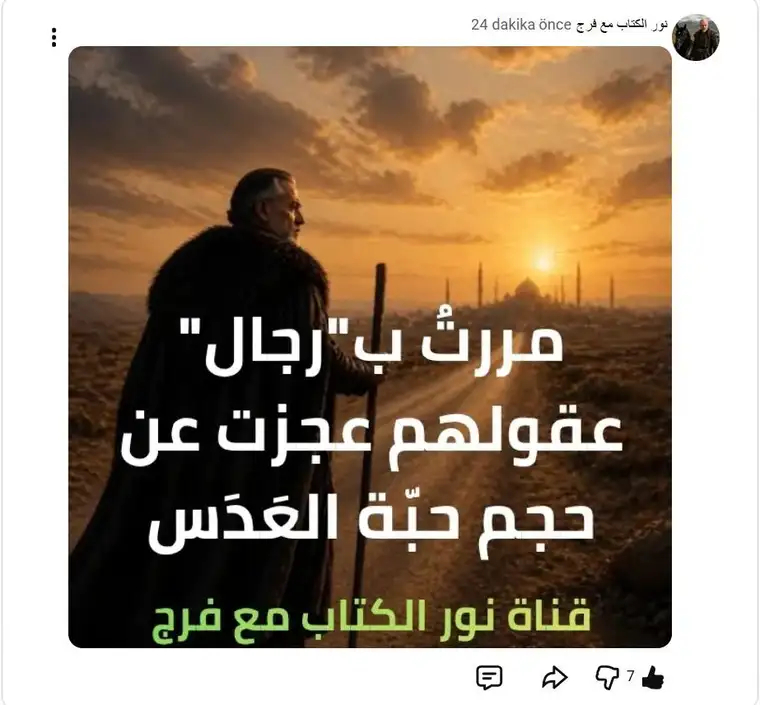 نور الكتاب مع فرج 24 dakika önce
مررتُ ب"رجال"
عقولهم عجزت عن
حجم حبّة العَدَس
قناة نور الكتاب مع فرج
7